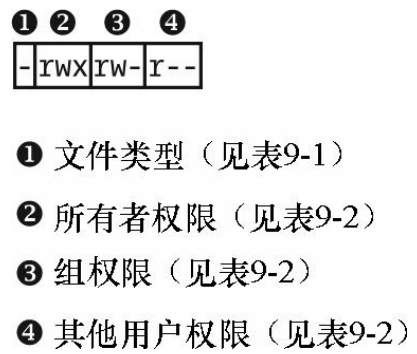 ❶ ❷ ❸ ❹
-rwxrw-r--
❶ 文件类型（见表9-1）
❷ 所有者权限（见表9-2）
❸ 组权限（见表9-2）
❹ 其他用户权限（见表9-2）